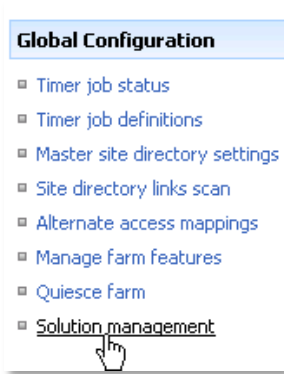 Global Configuration
Timer job status
Timer job definitions
Master site directory settings
Site directory links scan
Alternate access mappings
Manage farm features
Quiesce farm
Solution management